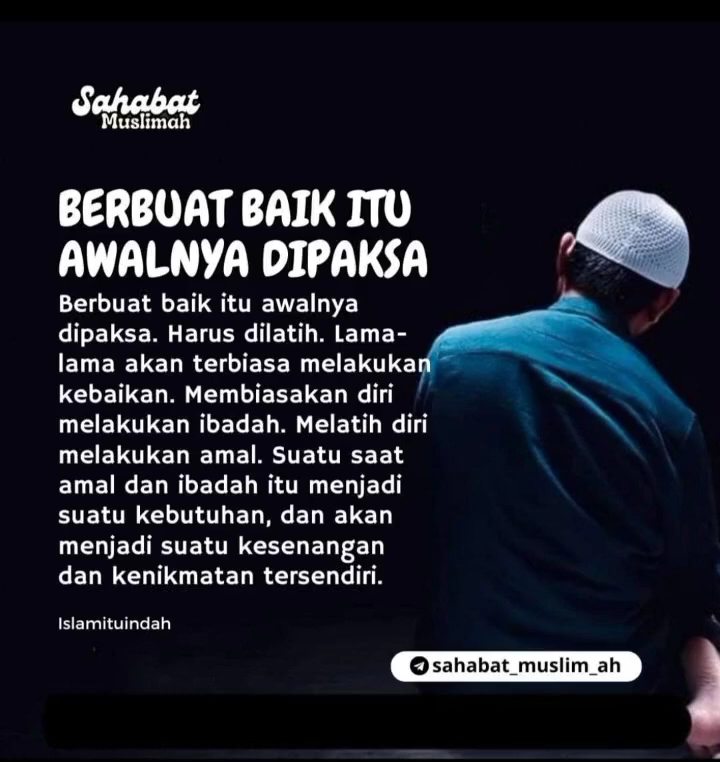 Sahabat
Muslimah
BERBUAT BAIK ITU
AWALNYA DIPAKSA
Berbuat baik itu awalnya
dipaksa. Harus dilatih. Lama-
lama akan terbiasa melakukan
kebaikan. Membiasakan diri
melakukan ibadah. Melatih diri
melakukan amal. Suatu saat
amal dan ibadah itu menjadi
suatu kebutuhan, dan akan
menjadi suatu kesenangan
dan kenikmatan tersendiri.
Islamituindah
sahabat_muslim_ah